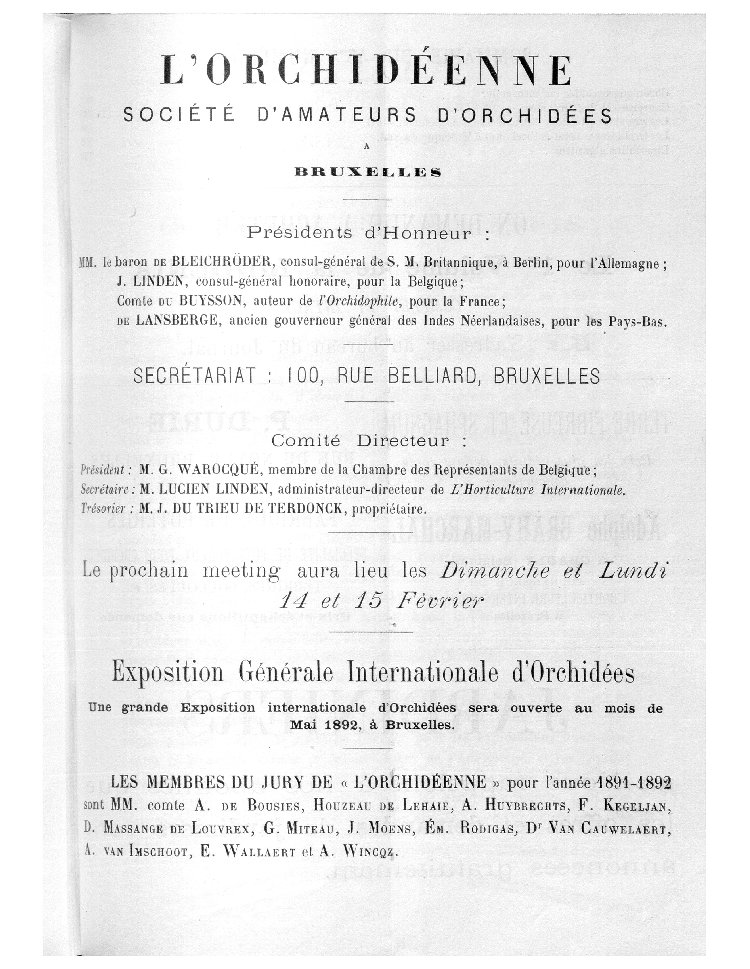 L'ORCHIDÉENNE
SOCIÉTÉ D'AMATEURS D'ORCHIDÉES
A
BRUXELLES
Présidents d'Honneur :
MM. le baron DE BLEICHRÖDER, consul-général de S. M. Britannique, à Berlin, pour l'Allemagne ;
J. LINDEN, consul-général honoraire, pour la Belgique ;
Comte DU BUYSSON, auteur de l'Orchidophile, pour la France ;
DE LANSBERGE, ancien gouverneur général des Indes Néerlandaises, pour les Pays-Bas.
SECRÉTARIAT : 100, RUE BELLIARD, BRUXELLES
Comité Directeur :
Président : M. G. WAROCQUÉ, membre de la Chambre des Représentants de Belgique ;
Secrétaire : M. LUCIEN LINDEN, administrateur-directeur de L'Horticulture Internationale.
Trésorier : M. J. DU TRIEU DE TERDONCK, propriétaire.
Le prochain meeting aura lieu les Dimanche et Lundi
14 et 15 Février
Exposition Générale Internationale d'Orchidées
Une grande Exposition internationale d'Orchidées sera ouverte au mois de
Mai 1892, à Bruxelles.
LES MEMBRES DU JURY DE « L'ORCHIDÉENNE » pour l'année 1891-1892
sont MM. comte A. DE BOUSIES, HOUZEAU DE LEHAIE, A. HUYBRECHTS, F. KEGELJAN,
D. MASSANGE DE LOUVREX, G. MITEAU, J. MOENS, ÉM. RODIGAS, Dr VAN CAUWELAERT,
A. VAN IMSCHOOT, E. WALLAERT et A. WINCQZ.